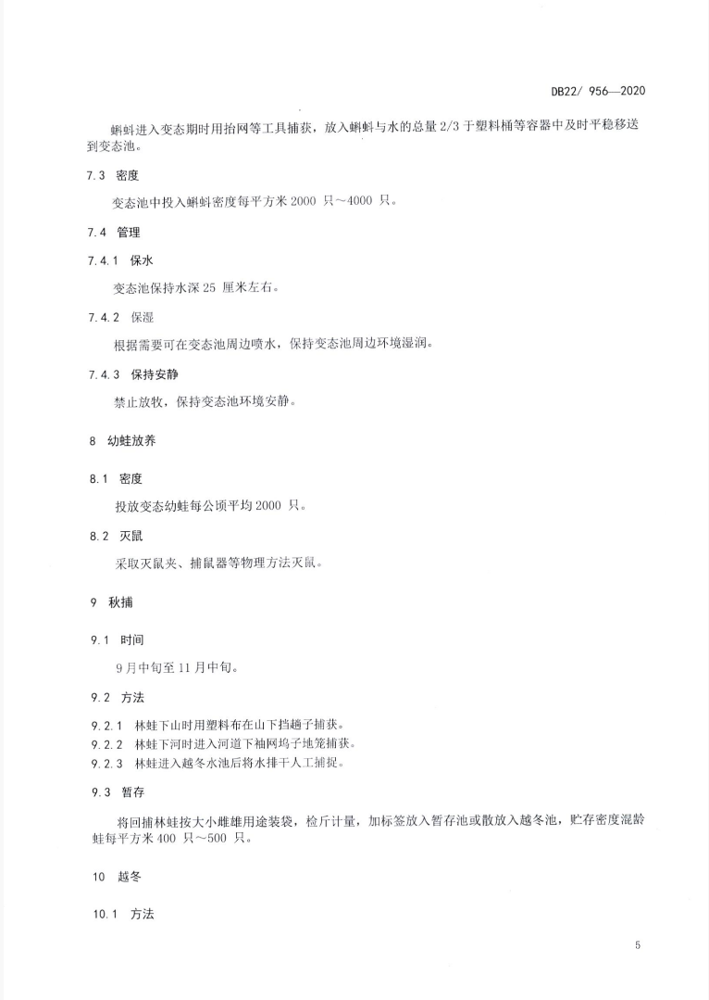 DB22/ 956—2020
蝌蚪进入变态期时用抬网等工具捕获，放入蝌蚪与水的总量 2/3 于塑料桶等容器中及时平稳移送
到变态池。
7.3 密度
变态池中投入蝌蚪密度每平方米 2000 只～4000 只。
7.4 管理
7.4.1 保水
变态池保持水深 25 厘米左右。
7.4.2 保湿
根据需要可在变态池周边喷水，保持变态池周边环境湿润。
7.4.3 保持安静
禁止放牧，保持变态池环境安静。
8 幼蛙放养
8.1 密度
投放变态幼蛙每公顷平均 2000 只。
8.2 灭鼠
采取灭鼠夹、捕鼠器等物理方法灭鼠。
9 秋捕
9.1 时间
9 月中旬至 11 月中旬。
9.2 方法
9.2.1 林蛙下山时用塑料布在山下挡趟子捕获。
9.2.2 林蛙下河时进入河道下袖网坞子地笼捕获。
9.2.3 林蛙进入越冬水池后将水排干人工捕捉。
9.3 暂存
将回捕林蛙按大小雌雄用途装袋，检斤计量，加标签放入暂存池或散放入越冬池，贮存密度混龄
蛙每平方米 400 只～500 只。
10 越冬
10.1 方法
5